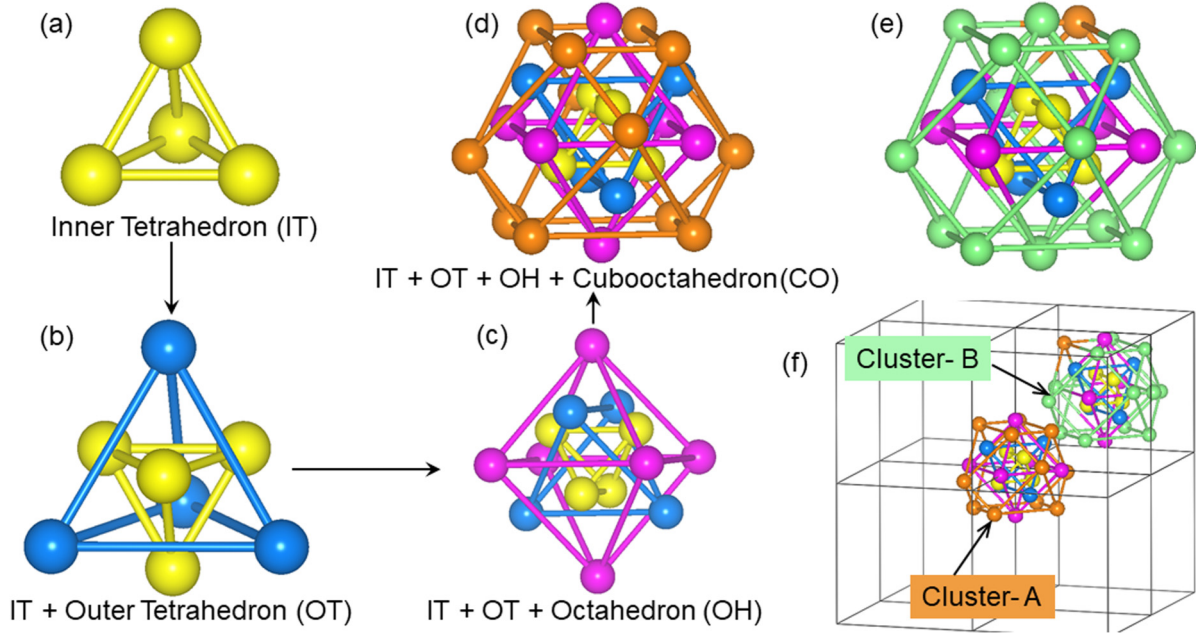 (a)
Inner Tetrahedron (IT)
(b)
IT + Outer Tetrahedron (OT)
(c)
IT + OT + Octahedron (OH)
(d)
IT + OT + OH + Cubooctahedron(CO)
(e)
(f)
Cluster- B
Cluster- A